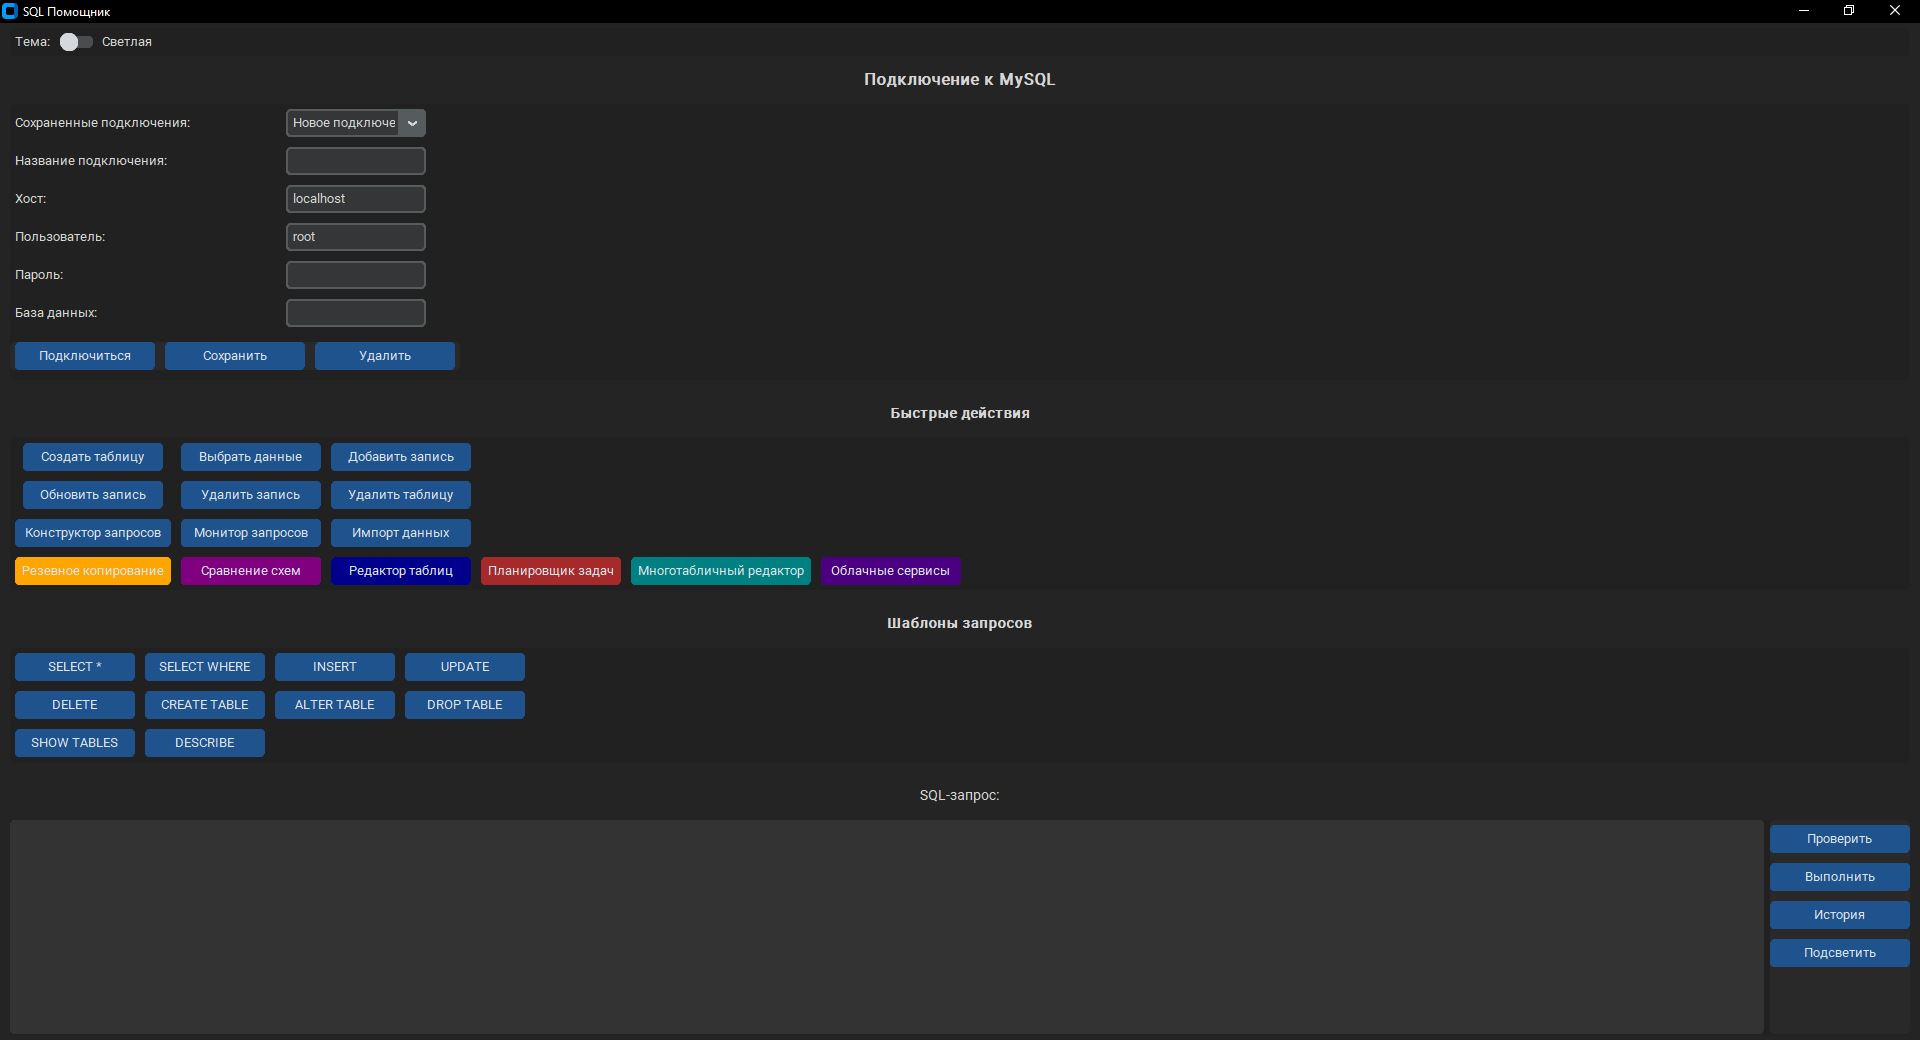 SQL Помощник
Тема: Светлая
Подключение к MySQL
Сохраненные подключения: Новое подключе
Название подключения:
Хост: localhost
Пользователь: root
Пароль:
База данных:
Подключиться Сохранить Удалить
Быстрые действия
Создать таблицу Выбрать данные Добавить запись
Обновить запись Удалить запись Удалить таблицу
Конструктор запросов Монитор запросов Импорт данных
Резевное копирование Сравнение схем Редактор таблиц Планировщик задач Многотабличный редактор Облачные сервисы
Шаблоны запросов
SELECT * SELECT WHERE INSERT UPDATE
DELETE CREATE TABLE ALTER TABLE DROP TABLE
SHOW TABLES DESCRIBE
SQL-запрос:
Проверить
Выполнить
История
Подсветить